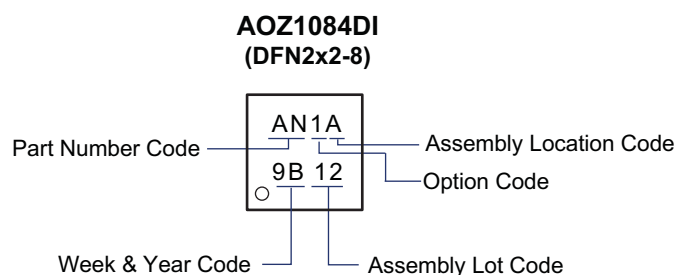 AOZ1084DI
(DFN2x2-8)
AN1A
Part Number Code
Assembly Location Code
Option Code
9B 12
Week & Year Code
Assembly Lot Code